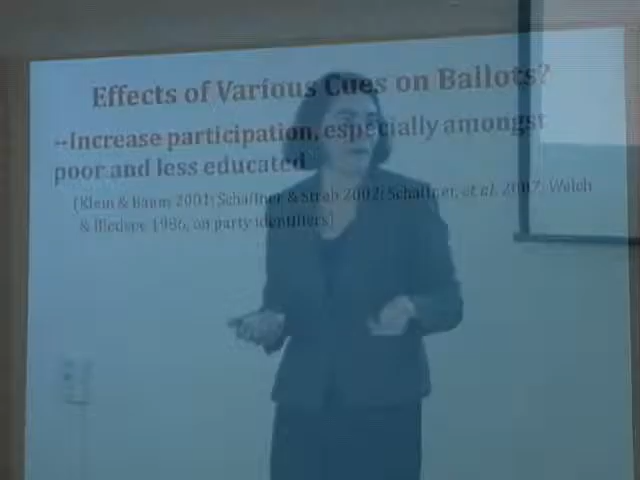 Effects of Various Cues on Ballots?
--Increase participation, especially amongst
poor and less educated
(Klein & Baum 2001; Schaffner & Streb 2002; Schaffner, et al. 2007; Welch
& Bledsoe 1986, on party identifiers)